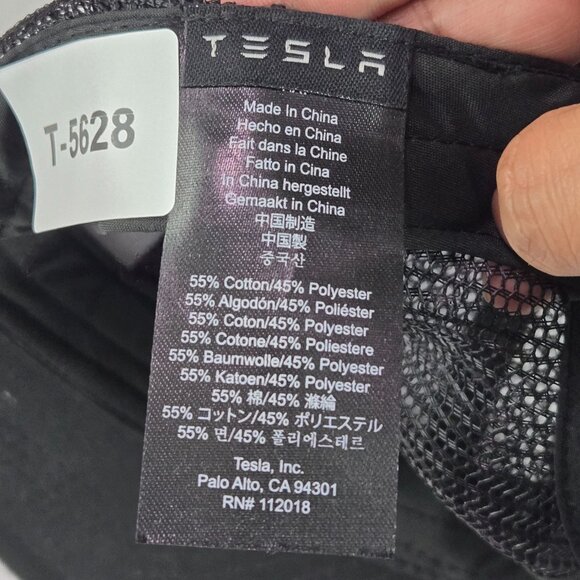 TESLA
T-5628
Made In China
Hecho en China
Fait dans la Chine
Fatto in Cina
In China hergestellt
Gemaakt in China
中国制造
中国製
중국산
55% Cotton/45% Polyester
55% Algodón/45% Poliéster
55% Coton/45% Polyester
55% Cotone/45% Poliestere
55% Baumwolle/45% Polyester
55% Katoen/45% Polyester
55% 棉/45% 滌綸
55% コットン/45% ポリエステル
55% 면/45% 폴리에스테르
Tesla, Inc.
Palo Alto, CA 94301
RN# 112018